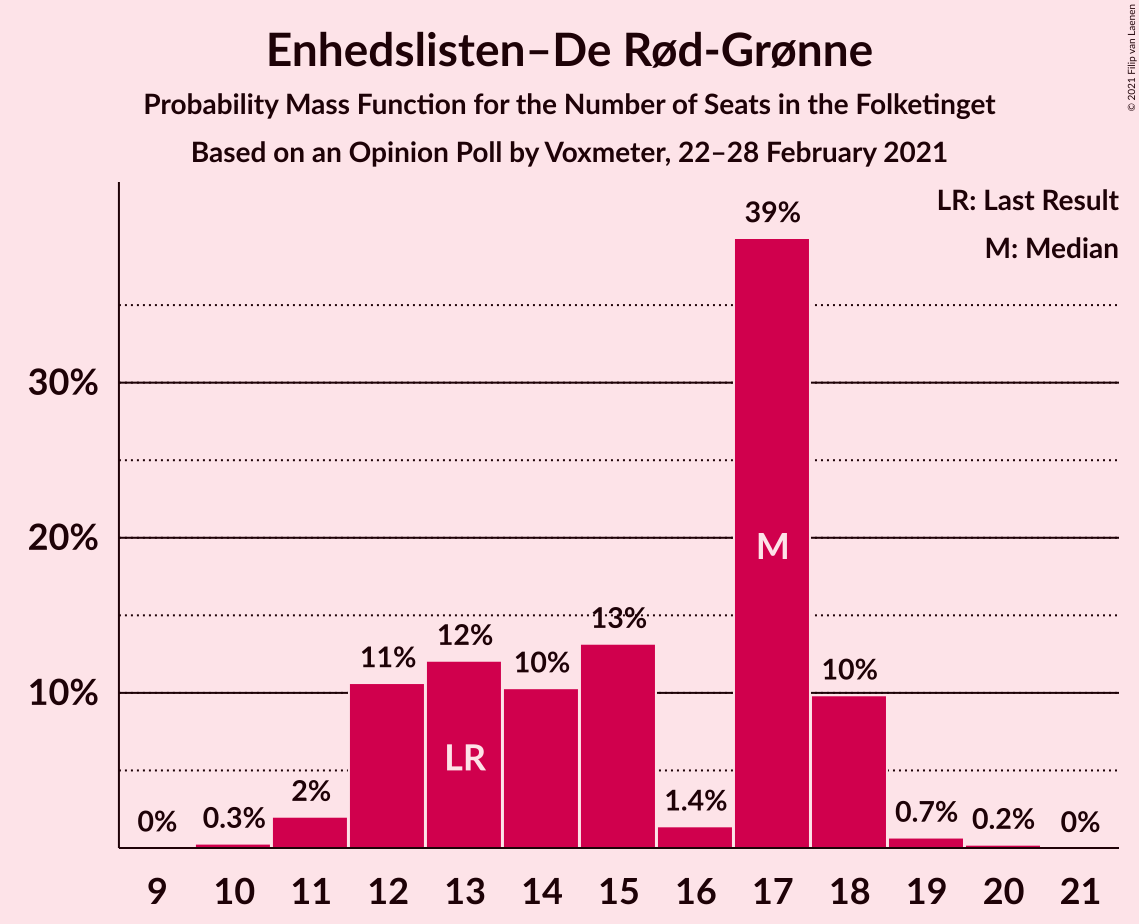 Enhedslisten–De Rød-Grønne
Probability Mass Function for the Number of Seats in the Folketinget
Based on an Opinion Poll by Voxmeter, 22–28 February 2021
© 2021 Filip van Laenen
LR: Last Result
M: Median
39%
30%
20%
M
13%
12%
11%
10%
10%
10%
LR
2%
1.4%
0%
0.3%
0.7%
0.2%
0%
9 10 11 12 13 14 15 16 17 18 19 20 21